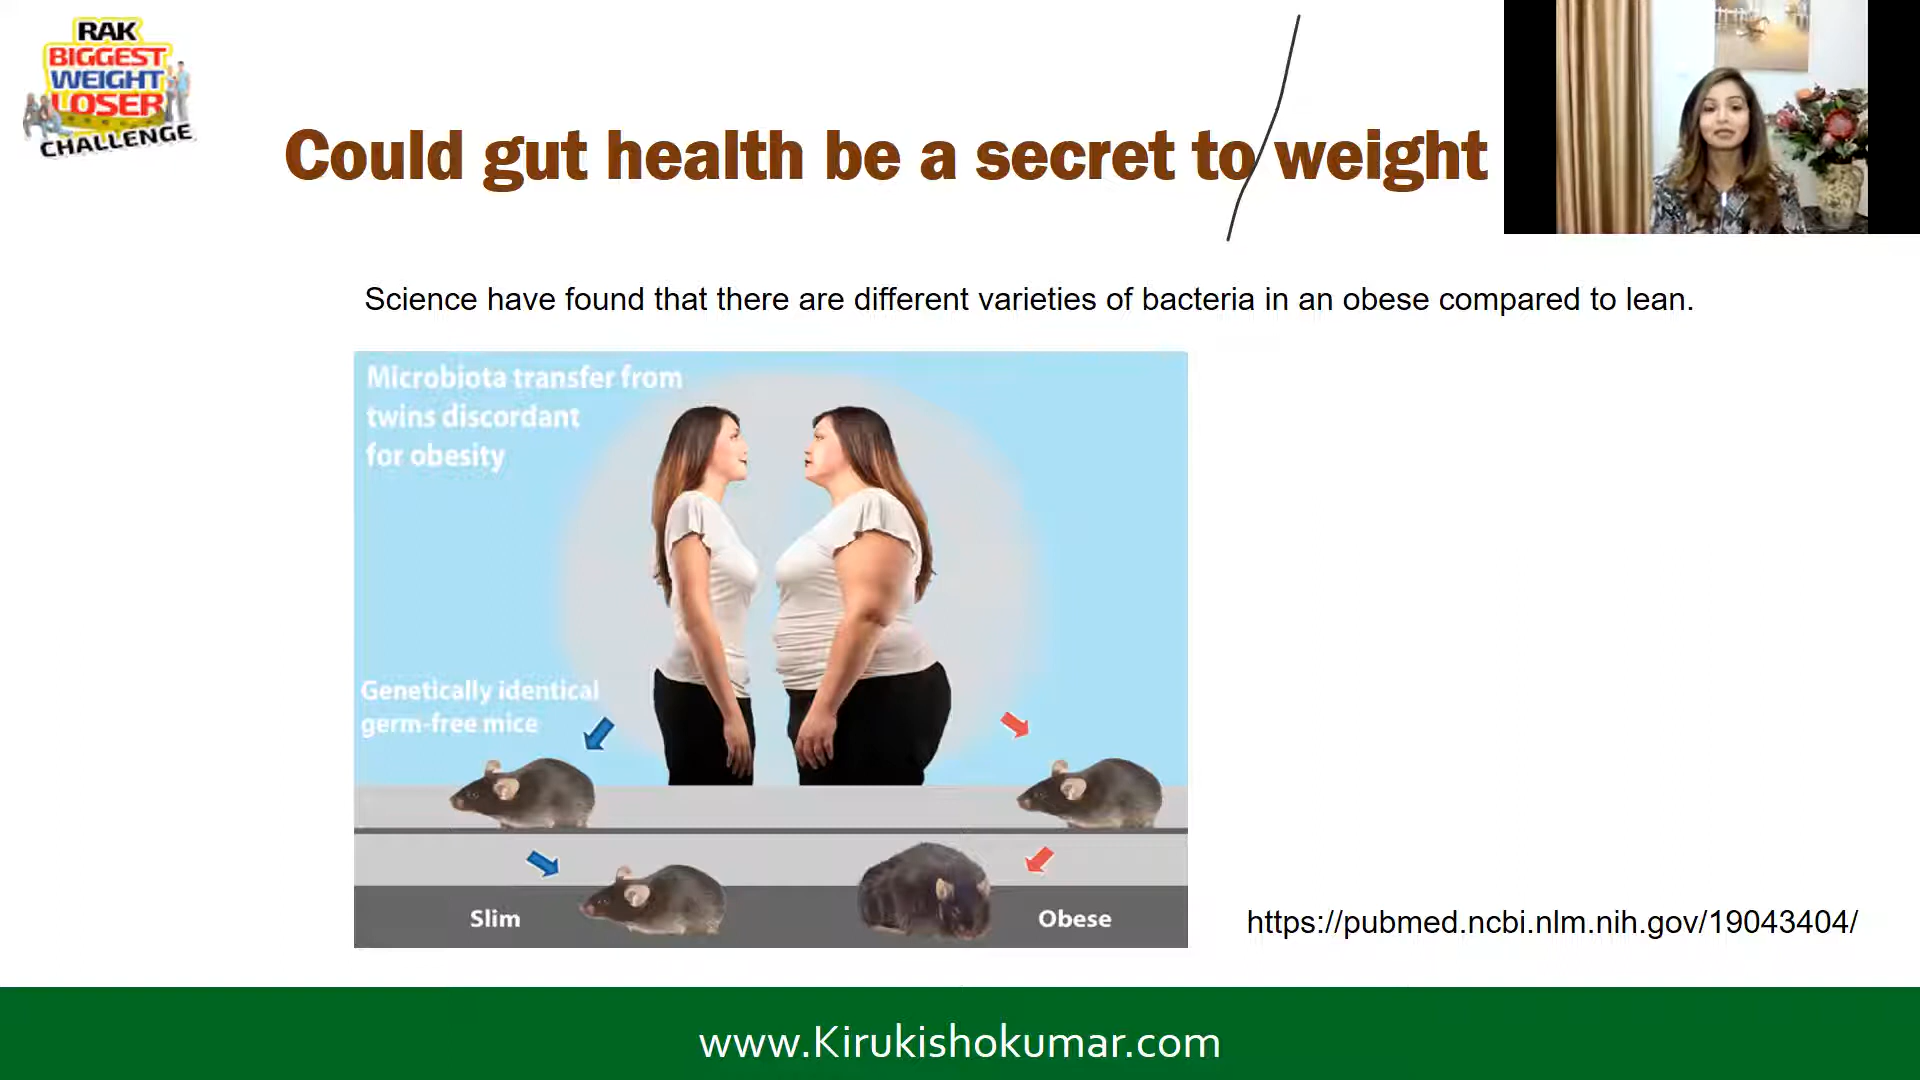 RAK
BIGGEST
WEIGHT
LOSER
CHALLENGE
Could gut health be a secret to weight
Science have found that there are different varieties of bacteria in an obese compared to lean.
Microbiota transfer from
twins discordant
for obesity
Genetically identical
germ-free mice
Slim
Obese
https://pubmed.ncbi.nlm.nih.gov/19043404/
www.Kirukishokumar.com